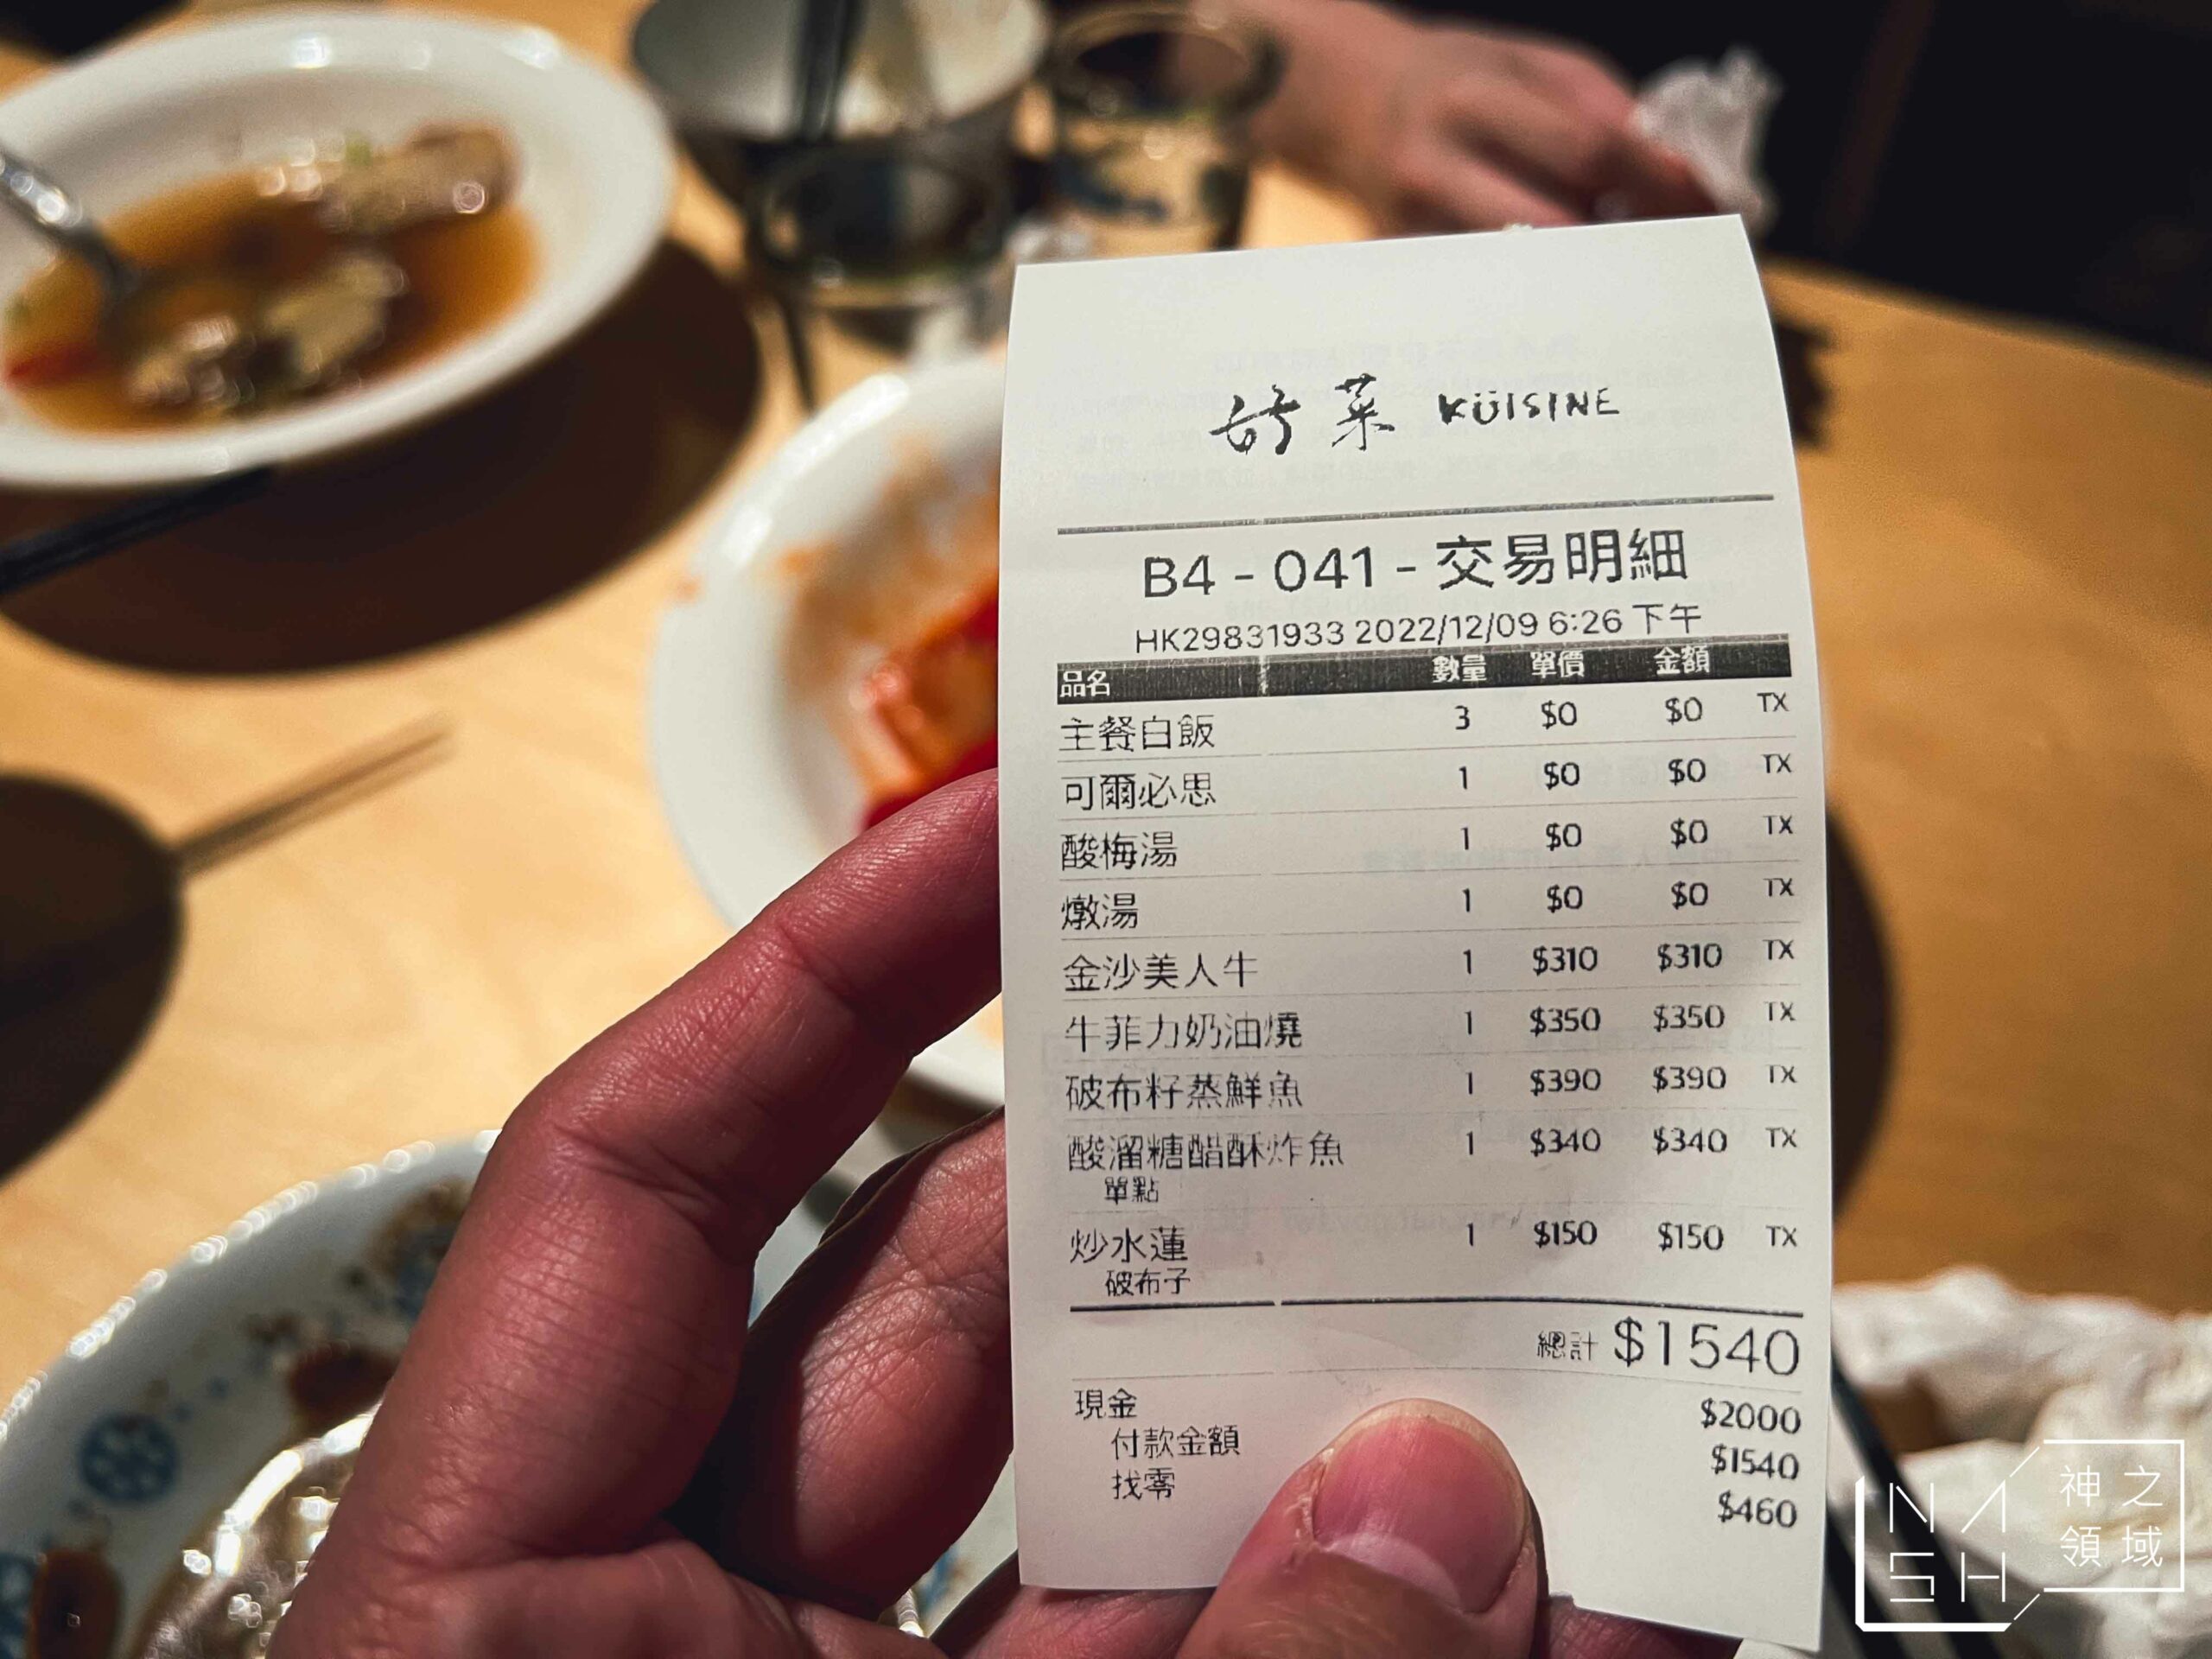 菜 KÜISINE
B4 - 041 - 交易明細
HK29831933 2022/12/09 6:26 下午
品名 數量 單價 金額
主餐白飯 3 $0 $0 TX
可爾必思 1 $0 $0 TX
酸梅湯 1 $0 $0 TX
燉湯 1 $0 $0 TX
金沙美人牛 1 $310 $310 TX
牛菲力奶油燒 1 $350 $350 TX
破布籽蒸鮮魚 1 $390 $390 TX
酸溜糖醋酥炸魚 1 $340 $340 TX
單點
炒水蓮 1 $150 $150 TX
破布子
總計 $1540
現金 $2000
付款金額 $1540
找零 $460
NASH
神之
領域